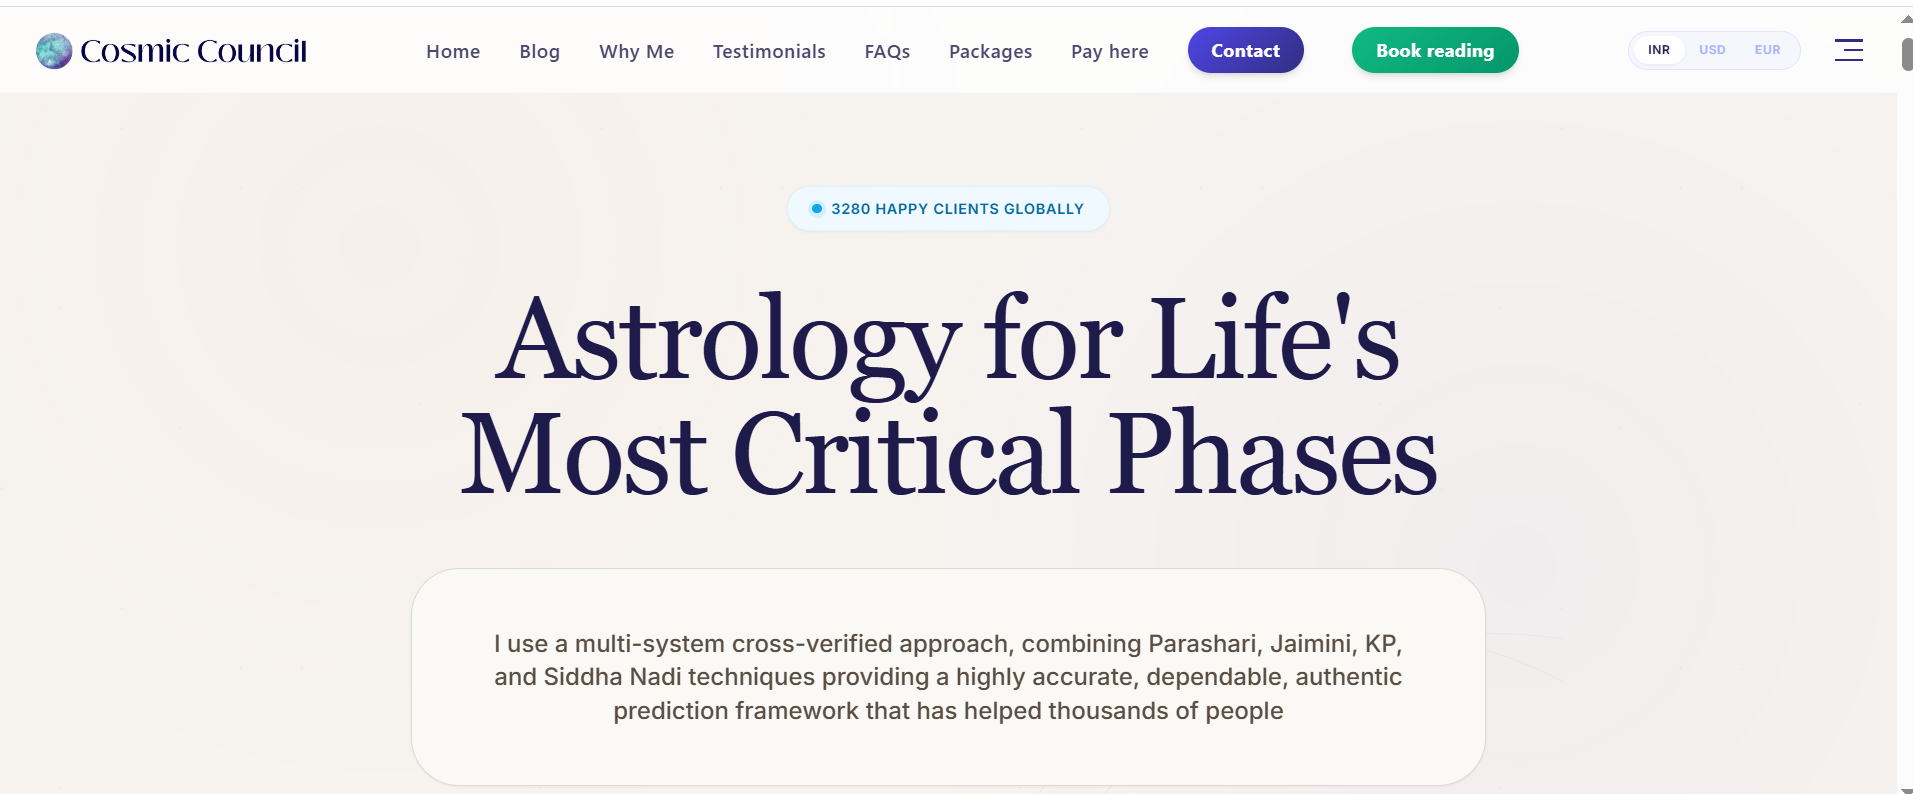 Cosmic Council
Home Blog Why Me Testimonials FAQs Packages Pay here Contact Book reading INR USD EUR
3280 HAPPY CLIENTS GLOBALLY
Astrology for Life's
Most Critical Phases
I use a multi-system cross-verified approach, combining Parashari, Jaimini, KP,
and Siddha Nadi techniques providing a highly accurate, dependable, authentic
prediction framework that has helped thousands of people